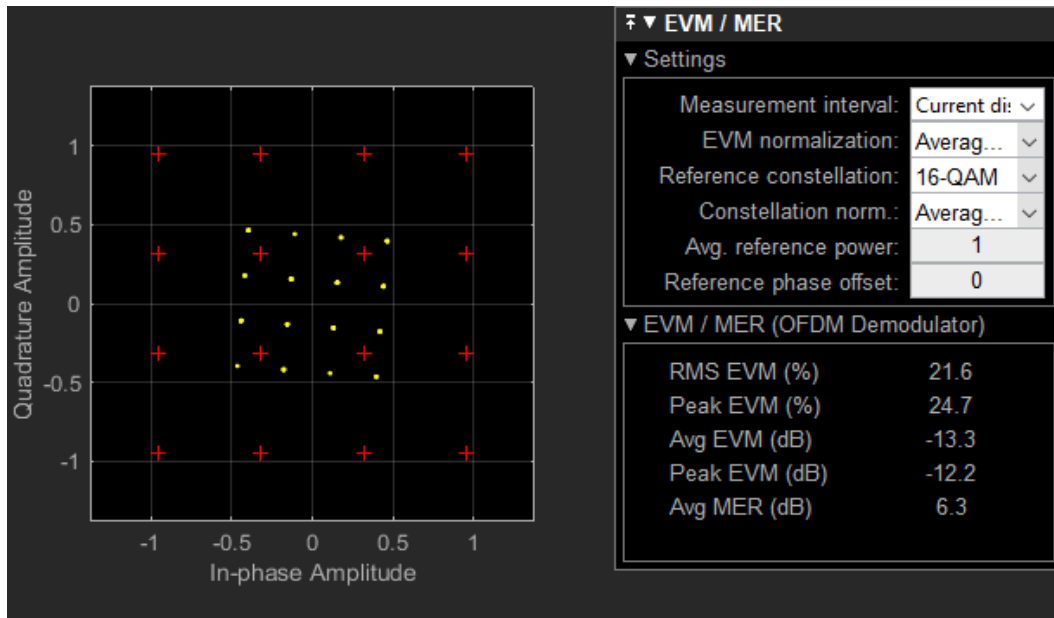 EVM / MER
Settings
Measurement interval: Current dis
EVM normalization: Averag...
Reference constellation: 16-QAM
Constellation norm.: Averag...
Avg. reference power: 1
Reference phase offset: 0
EVM / MER (OFDM Demodulator)
RMS EVM (%) 21.6
Peak EVM (%) 24.7
Avg EVM (dB) -13.3
Peak EVM (dB) -12.2
Avg MER (dB) 6.3
Quadrature Amplitude
1
0.5
0
-0.5
-1
-1 -0.5 0 0.5 1
In-phase Amplitude